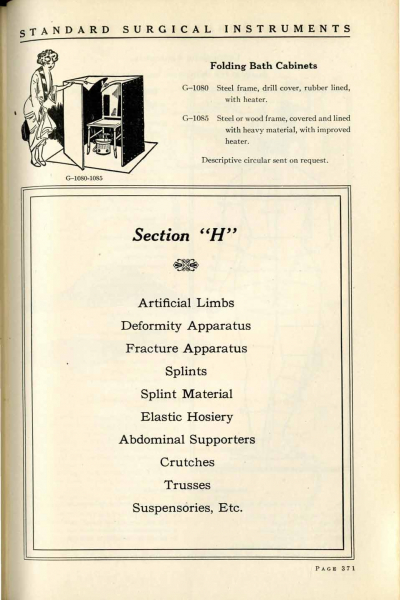 STANDARD SURGICAL INSTRUMENTS
Folding Bath Cabinets
G-1080 Steel frame, drill cover, rubber lined,
with heater.
G-1085 Steel or wood frame, covered and lined
with heavy material, with improved
heater.
Descriptive circular sent on request.
G-1080-1085
Section "H"
Artificial Limbs
Deformity Apparatus
Fracture Apparatus
Splints
Splint Material
Elastic Hosiery
Abdominal Supporters
Crutches
Trusses
Suspensories, Etc.
PAGE 371